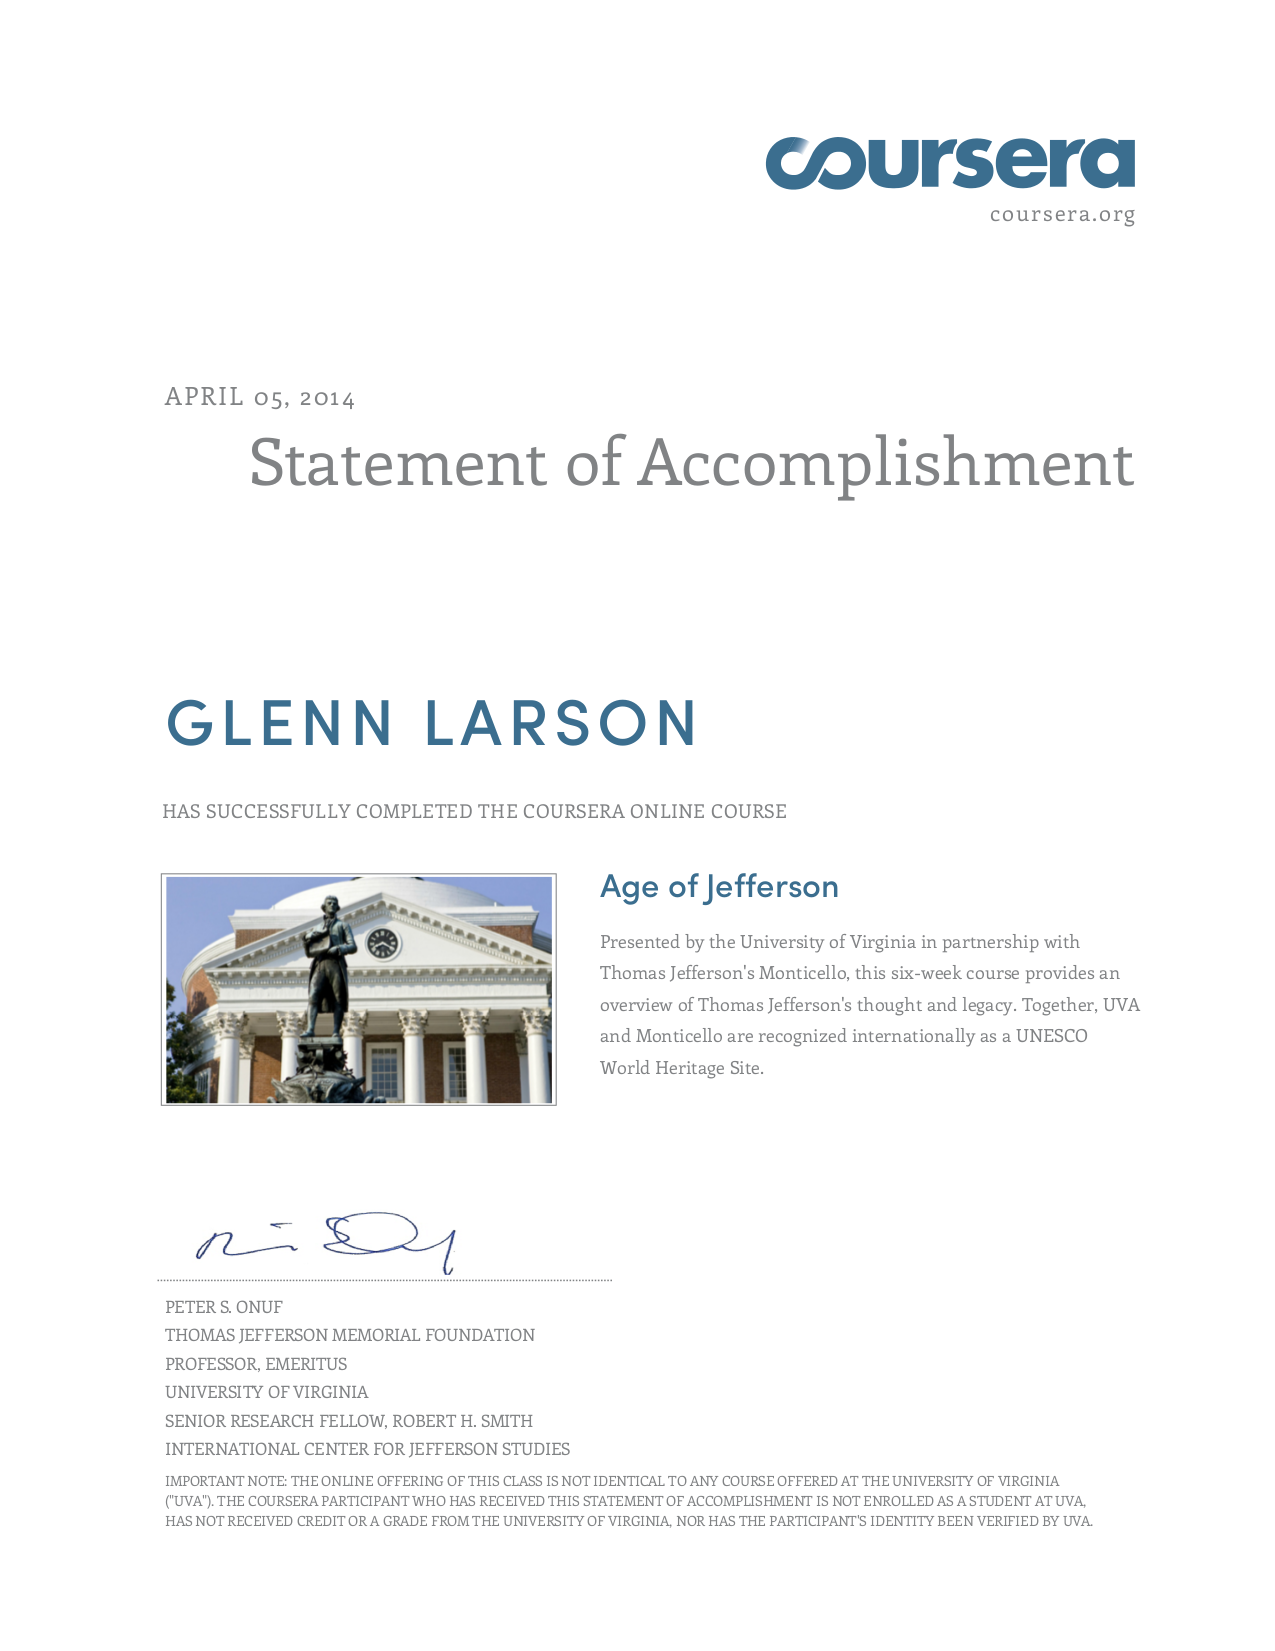 coursera
coursera.org
APRIL 05, 2014
Statement of Accomplishment
GLENN LARSON
HAS SUCCESSFULLY COMPLETED THE COURSERA ONLINE COURSE
Age of Jefferson
Presented by the University of Virginia in partnership with
Thomas Jefferson's Monticello, this six-week course provides an
overview of Thomas Jefferson's thought and legacy. Together, UVA
and Monticello are recognized internationally as a UNESCO
World Heritage Site.
PETER S. ONUF
THOMAS JEFFERSON MEMORIAL FOUNDATION
PROFESSOR, EMERITUS
UNIVERSITY OF VIRGINIA
SENIOR RESEARCH FELLOW, ROBERT H. SMITH
INTERNATIONAL CENTER FOR JEFFERSON STUDIES
IMPORTANT NOTE: THE ONLINE OFFERING OF THIS CLASS IS NOT IDENTICAL TO ANY COURSE OFFERED AT THE UNIVERSITY OF VIRGINIA
("UVA"). THE COURSERA PARTICIPANT WHO HAS RECEIVED THIS STATEMENT OF ACCOMPLISHMENT IS NOT ENROLLED AS A STUDENT AT UVA,
HAS NOT RECEIVED CREDIT OR A GRADE FROM THE UNIVERSITY OF VIRGINIA, NOR HAS THE PARTICIPANT'S IDENTITY BEEN VERIFIED BY UVA.